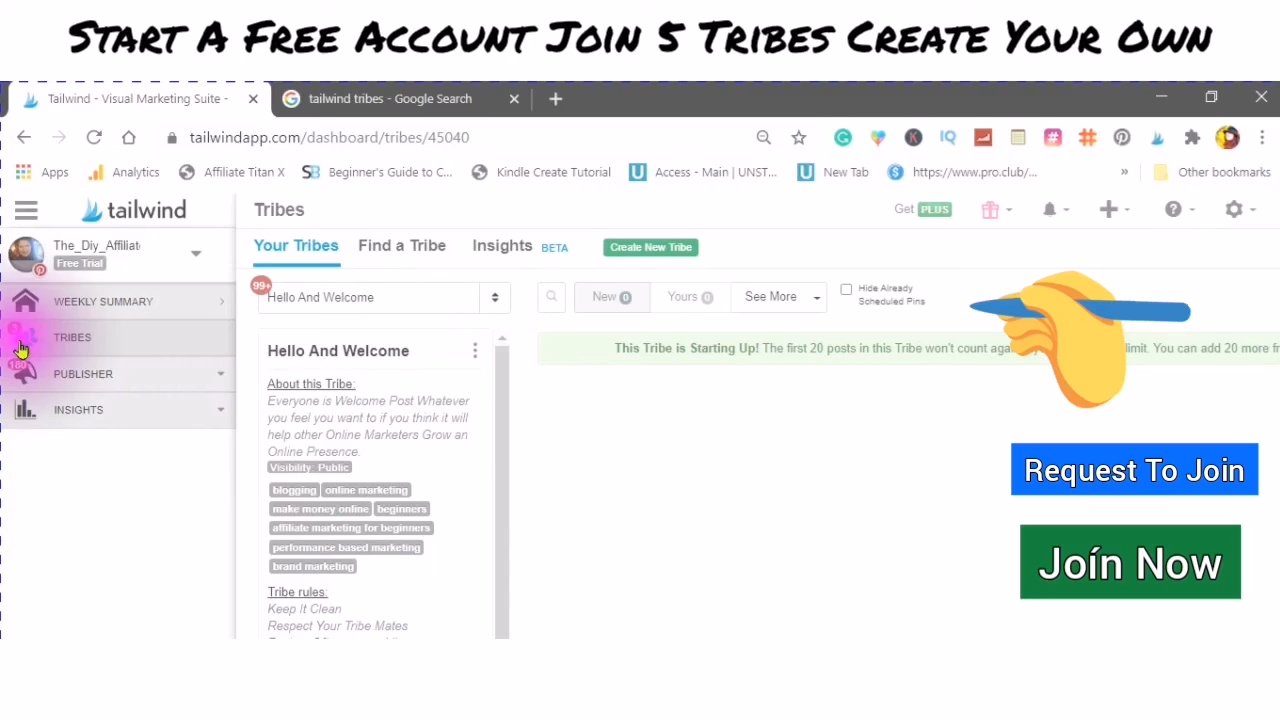 Start A Free Account Join 5 Tribes Create Your Own
Tailwind - Visual Marketing Suite -
tailwind tribes - Google Search
tailwindapp.com/dashboard/tribes/45040
Apps Analytics Affiliate Titan X Beginner's Guide to C... Kindle Create Tutorial Access - Main | UNST... New Tab https://www.pro.club/... » Other bookmarks
tailwind Tribes Get PLUS
The_Diy_Affiliat
Free Trial
Your Tribes Find a Tribe Insights BETA Create New Tribe
99+
Hello And Welcome New 0 Yours 0 See More Hide Already
Scheduled Pins
WEEKLY SUMMARY
TRIBES
180
PUBLISHER
INSIGHTS
Hello And Welcome
This Tribe is Starting Up! The first 20 posts in this Tribe won't count limit. You can add 20 more
About this Tribe:
Everyone is Welcome Post Whatever
you feel you want to if you think it will
help other Online Marketers Grow an
Online Presence.
Visibility: Public
blogging online marketing
make money online beginners
affiliate marketing for beginners
performance based marketing
brand marketing
Tribe rules:
Keep It Clean
Respect Your Tribe Mates
Request To Join
Joín Now